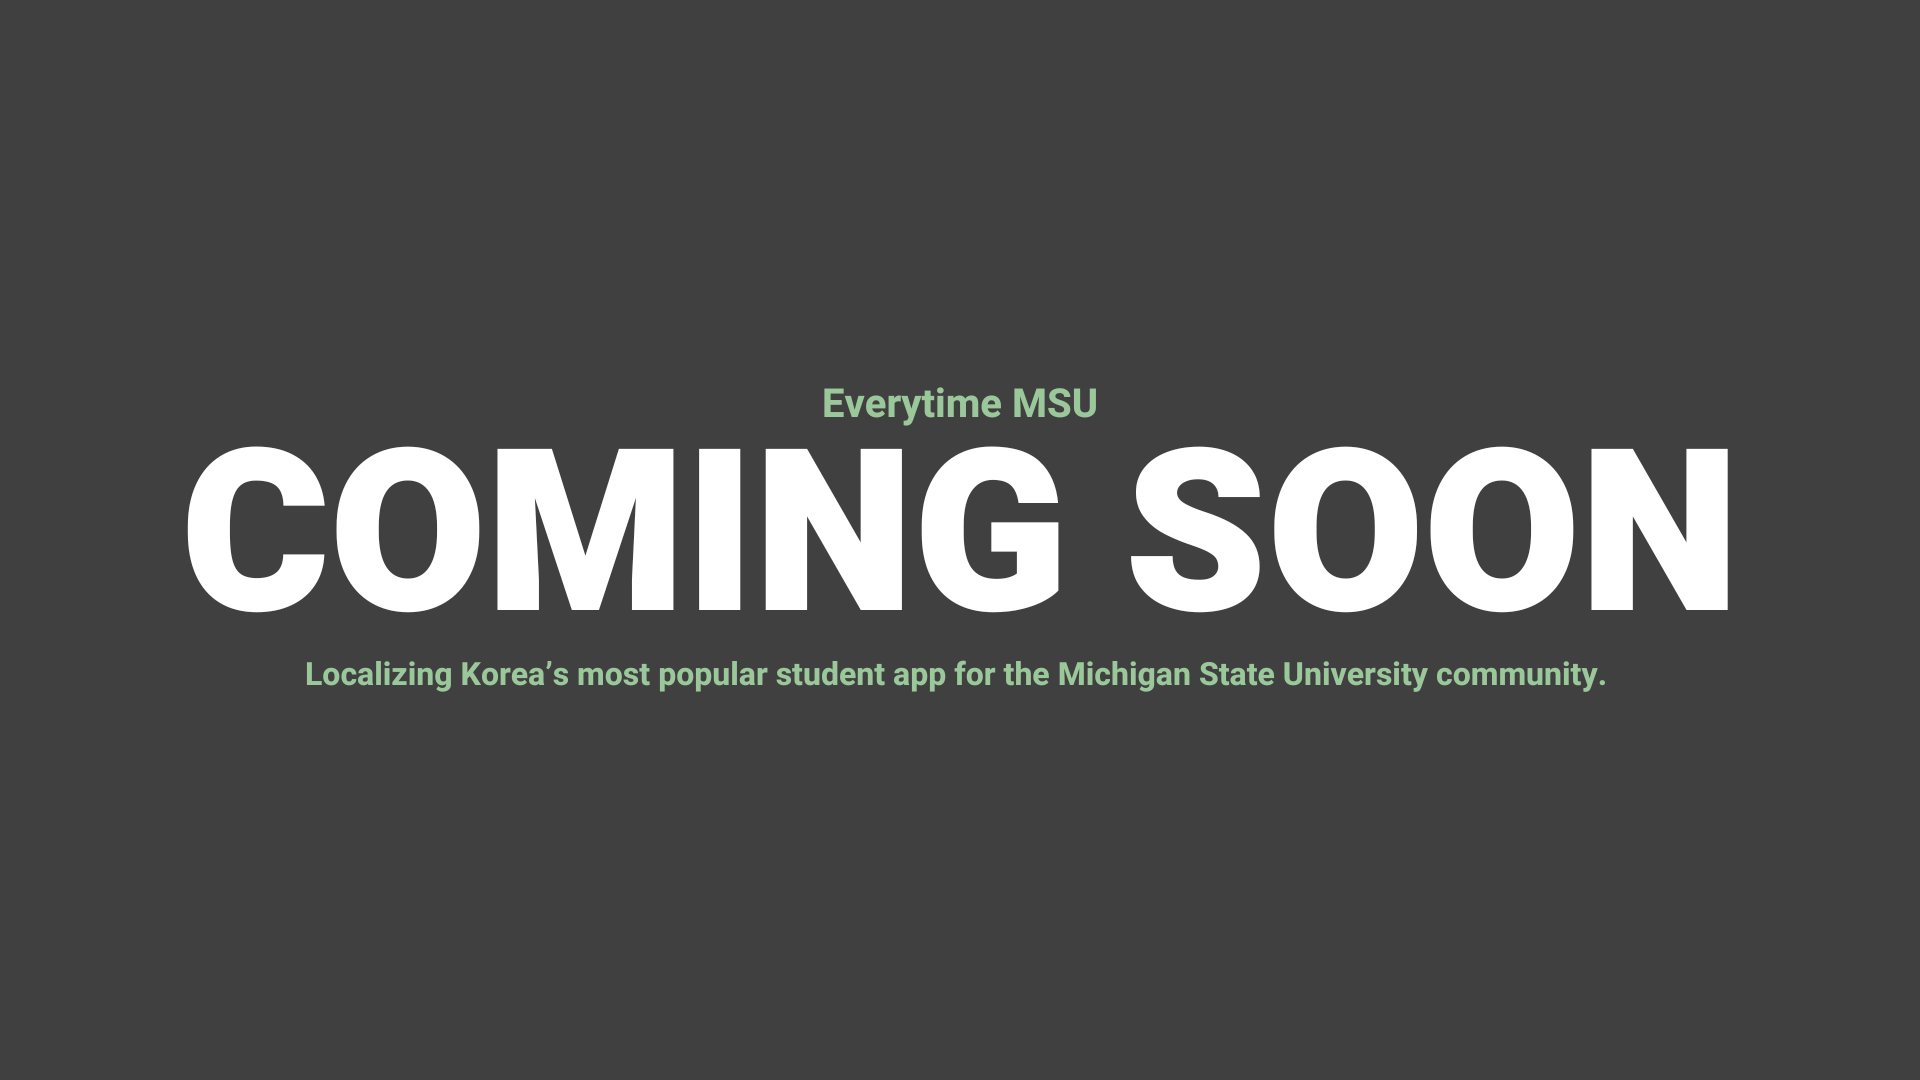 Everytime MSU
COMING SOON
Localizing Korea’s most popular student app for the Michigan State University community.